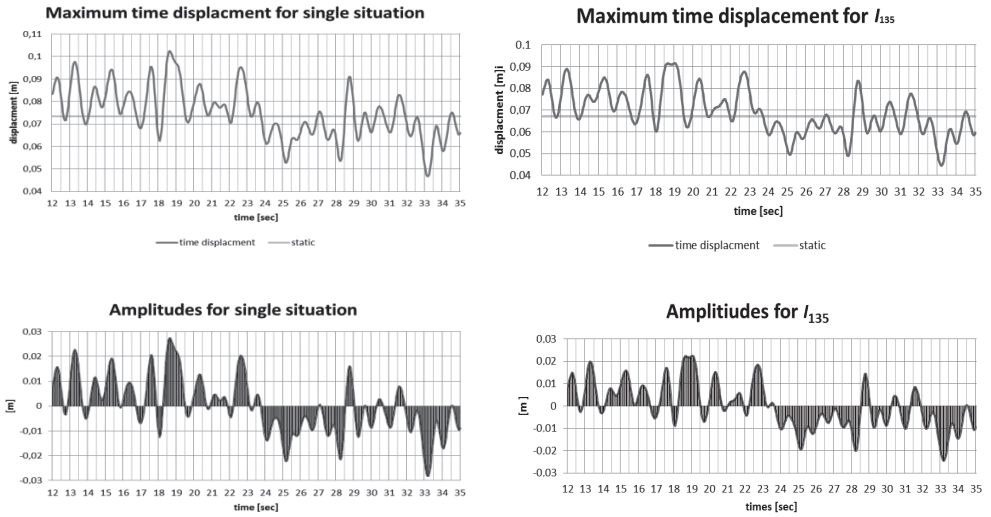 Maximum time displacment for single situation
0,11
0,1
0,09
0,08
0,07
0,06
0,05
0,04
displacment [m]
12 13 14 15 16 17 18 19 20 21 22 23 24 25 26 27 28 29 30 31 32 33 34 35
time [sec]
time displacment static
Maximum time displacement for I135
0.1
0,09
0,08
0,07
0,06
0,05
0.04
displacment [m]i
12 13 14 15 16 17 18 19 20 21 22 23 24 25 26 27 28 29 30 31 32 33 34 35
time [sec]
time displacment static
Amplitudes for single situation
0,03
0,02
0,01
0
-0,01
-0,02
-0.03
[m]
12 13 14 15 16 17 18 19 20 21 22 23 24 25 26 27 28 29 30 31 32 33 34 35
time [sec]
Amplitiudes for I135
0.03
0.02
0.01
0
-0.01
-0.02
-0.03
[m ]
12 13 14 15 16 17 18 19 20 21 22 23 24 25 26 27 28 29 30 31 32 33 34 35
times [sec]